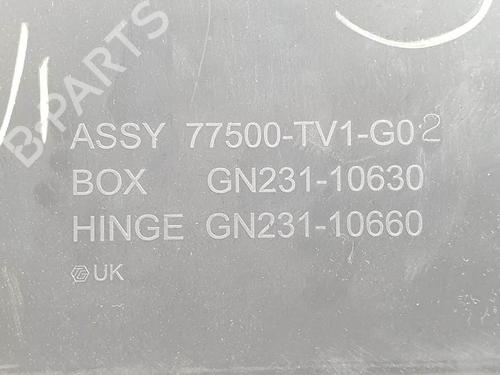 B-PARTS
ASSY 77500-TV1-G02
BOX GN231-10630
HINGE GN231-10660
UK